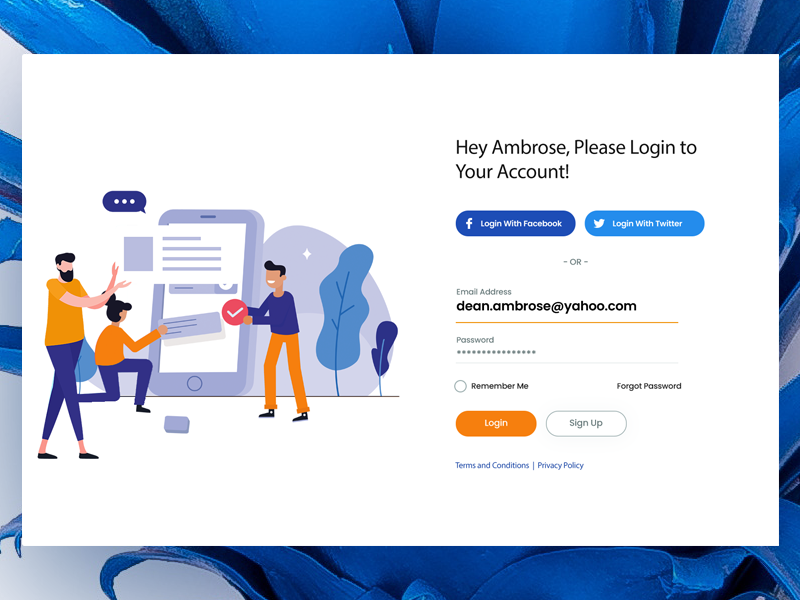 Hey Ambrose, Please Login to
Your Account!
Login With Facebook
Login With Twitter
- OR -
Email Address
dean.ambrose@yahoo.com
Password
Remember Me
Forgot Password
Login
Sign Up
Terms and Conditions | Privacy Policy